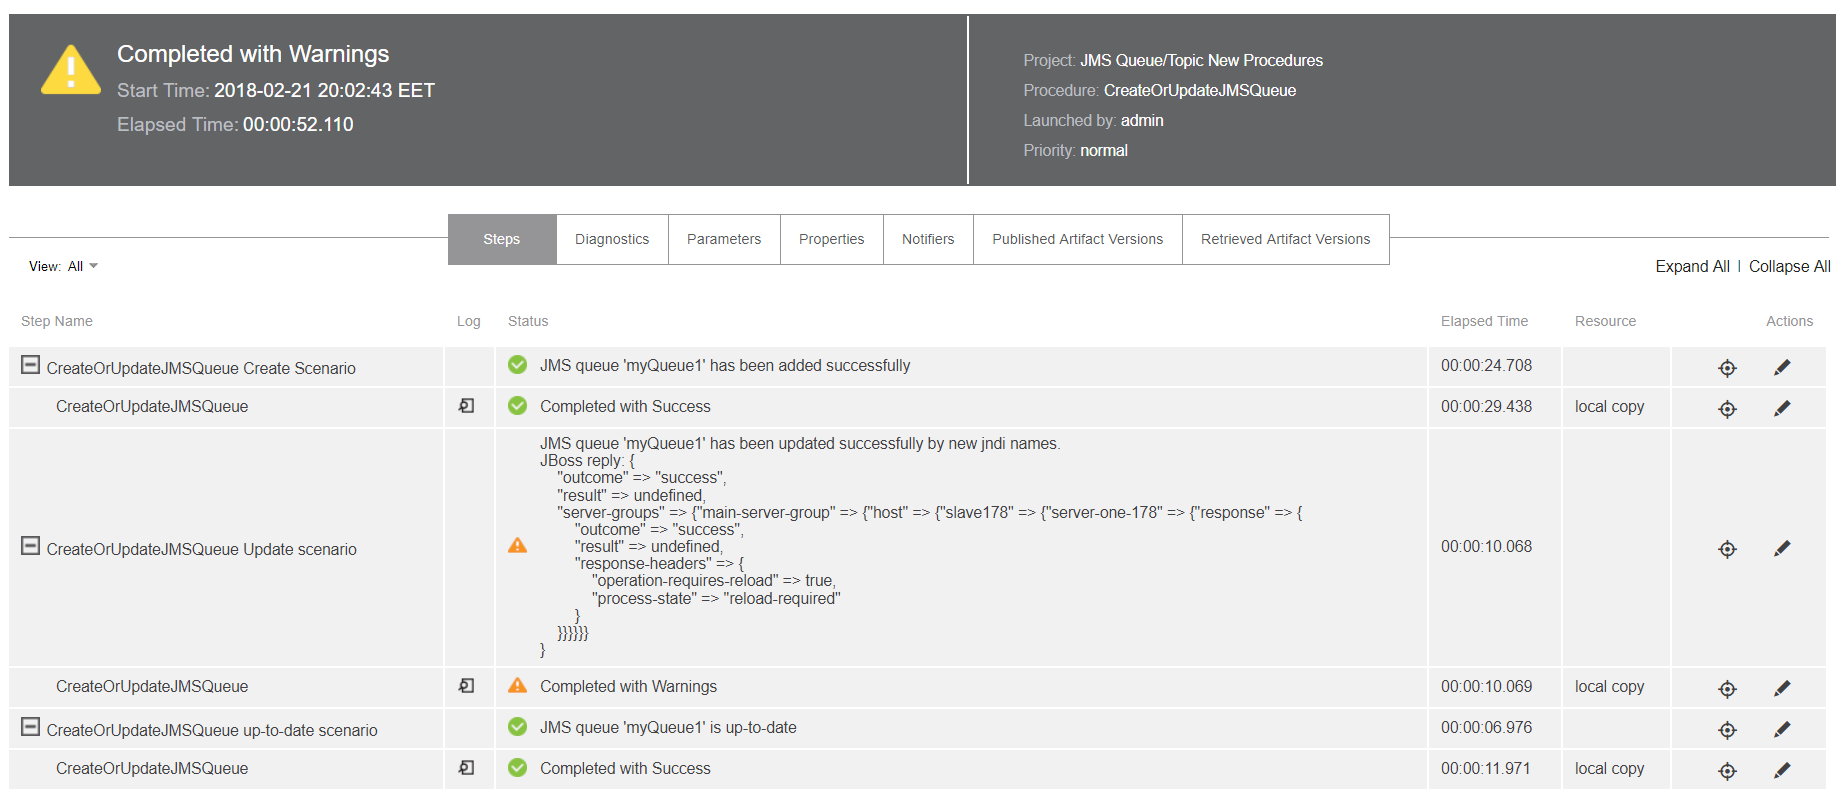 Completed with Warnings
Start Time: 2018-02-21 20:02:43 EET
Elapsed Time: 00:00:52.110
Project: JMS Queue/Topic New Procedures
Procedure: CreateOrUpdateJMSQueue
Launched by: admin
Priority: normal
Steps Diagnostics Parameters Properties Notifiers Published Artifact Versions Retrieved Artifact Versions
View: All
Expand All | Collapse All
Step Name Log Status Elapsed Time Resource Actions
CreateOrUpdateJMSQueue Create Scenario JMS queue 'myQueue1' has been added successfully 00:00:24.708
CreateOrUpdateJMSQueue Completed with Success 00:00:29.438 local copy
CreateOrUpdateJMSQueue Update scenario
JMS queue 'myQueue1' has been updated successfully by new jndi names.
JBoss reply: {
"outcome" => "success",
"result" => undefined,
"server-groups" => {"main-server-group" => {"host" => {"slave178" => {"server-one-178" => {"response" => {
"outcome" => "success",
"result" => undefined,
"response-headers" => {
"operation-requires-reload" => true,
"process-state" => "reload-required"
}
}}}}}}
}
00:00:10.068
CreateOrUpdateJMSQueue Completed with Warnings 00:00:10.069 local copy
CreateOrUpdateJMSQueue up-to-date scenario JMS queue 'myQueue1' is up-to-date 00:00:06.976
CreateOrUpdateJMSQueue Completed with Success 00:00:11.971 local copy